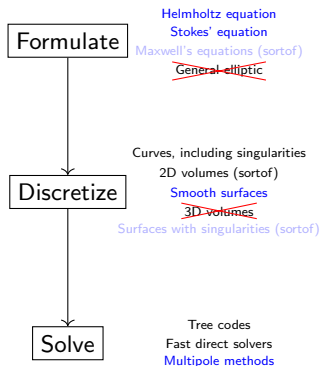 Helmholtz equation
Stokes' equation
Formulate
Maxwell's equations (sortof)
General elliptic
Curves, including singularities
2D volumes (sortof)
Discretize
Smooth surfaces
3D volumes
Surfaces with singularities (sortof)
Tree codes
Solve
Fast direct solvers
Multipole methods